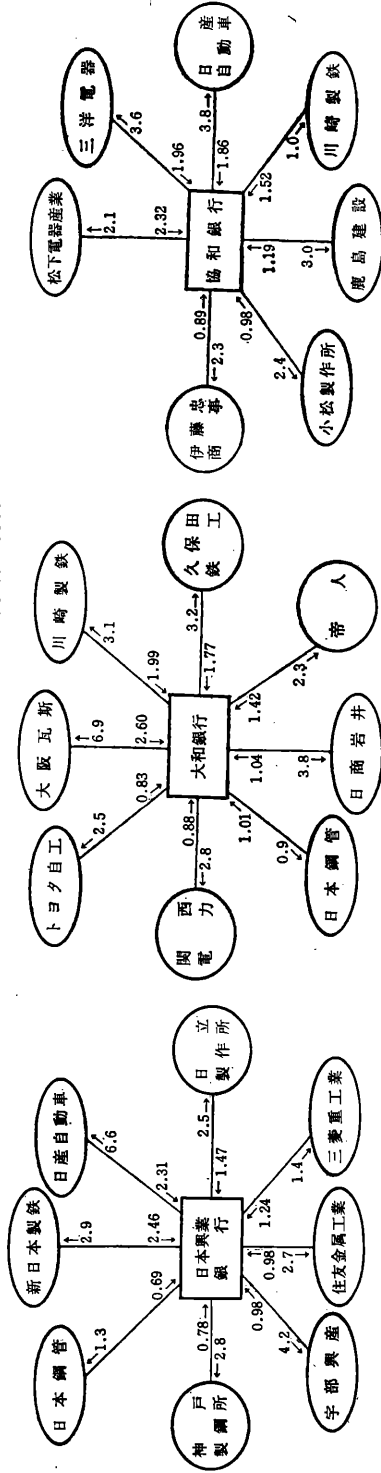 日本鋼管
1.3
0.69
新日本製鉄
2.9
2.46
日産自動車
6.6
2.31
神戸
製鋼所
0.78
2.8
日本興業
銀行
2.5
1.47
日立
製作所
0.98
4.2
宇部興産
0.98
2.7
住友金属工業
1.24
1.4
三菱重工業
トヨタ自工
2.5
0.83
大阪瓦斯
6.9
2.60
川崎製鉄
3.1
1.99
関西
電力
0.88
2.8
大和銀行
3.2
1.77
久保田
鉄工
1.01
0.9
日本鋼管
1.04
3.8
日商岩井
1.42
2.3
帝人
松下電器産業
2.1
2.32
三洋電器
3.6
1.96
伊藤忠
商事
0.89
2.3
協和銀行
3.8
1.86
日産
自動車
0.98
2.4
小松製作所
1.19
3.0
鹿島建設
1.52
1.0
川崎製鉄